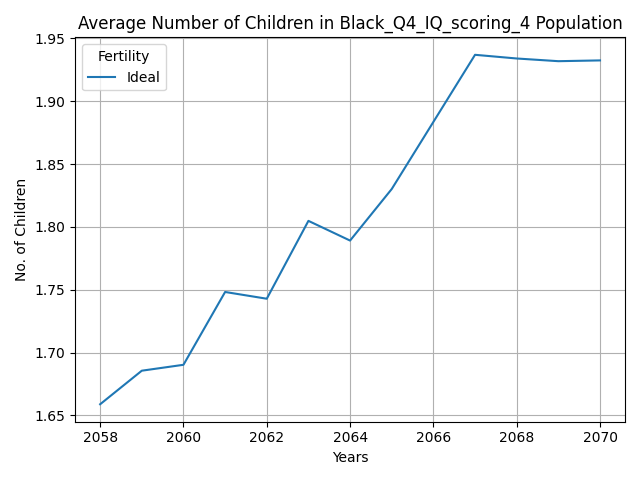 Average Number of Children in Black_Q4_IQ_scoring_4 Population
Fertility
Ideal
No. of Children
1.95
1.90
1.85
1.80
1.75
1.70
1.65
2058 2060 2062 2064 2066 2068 2070
Years